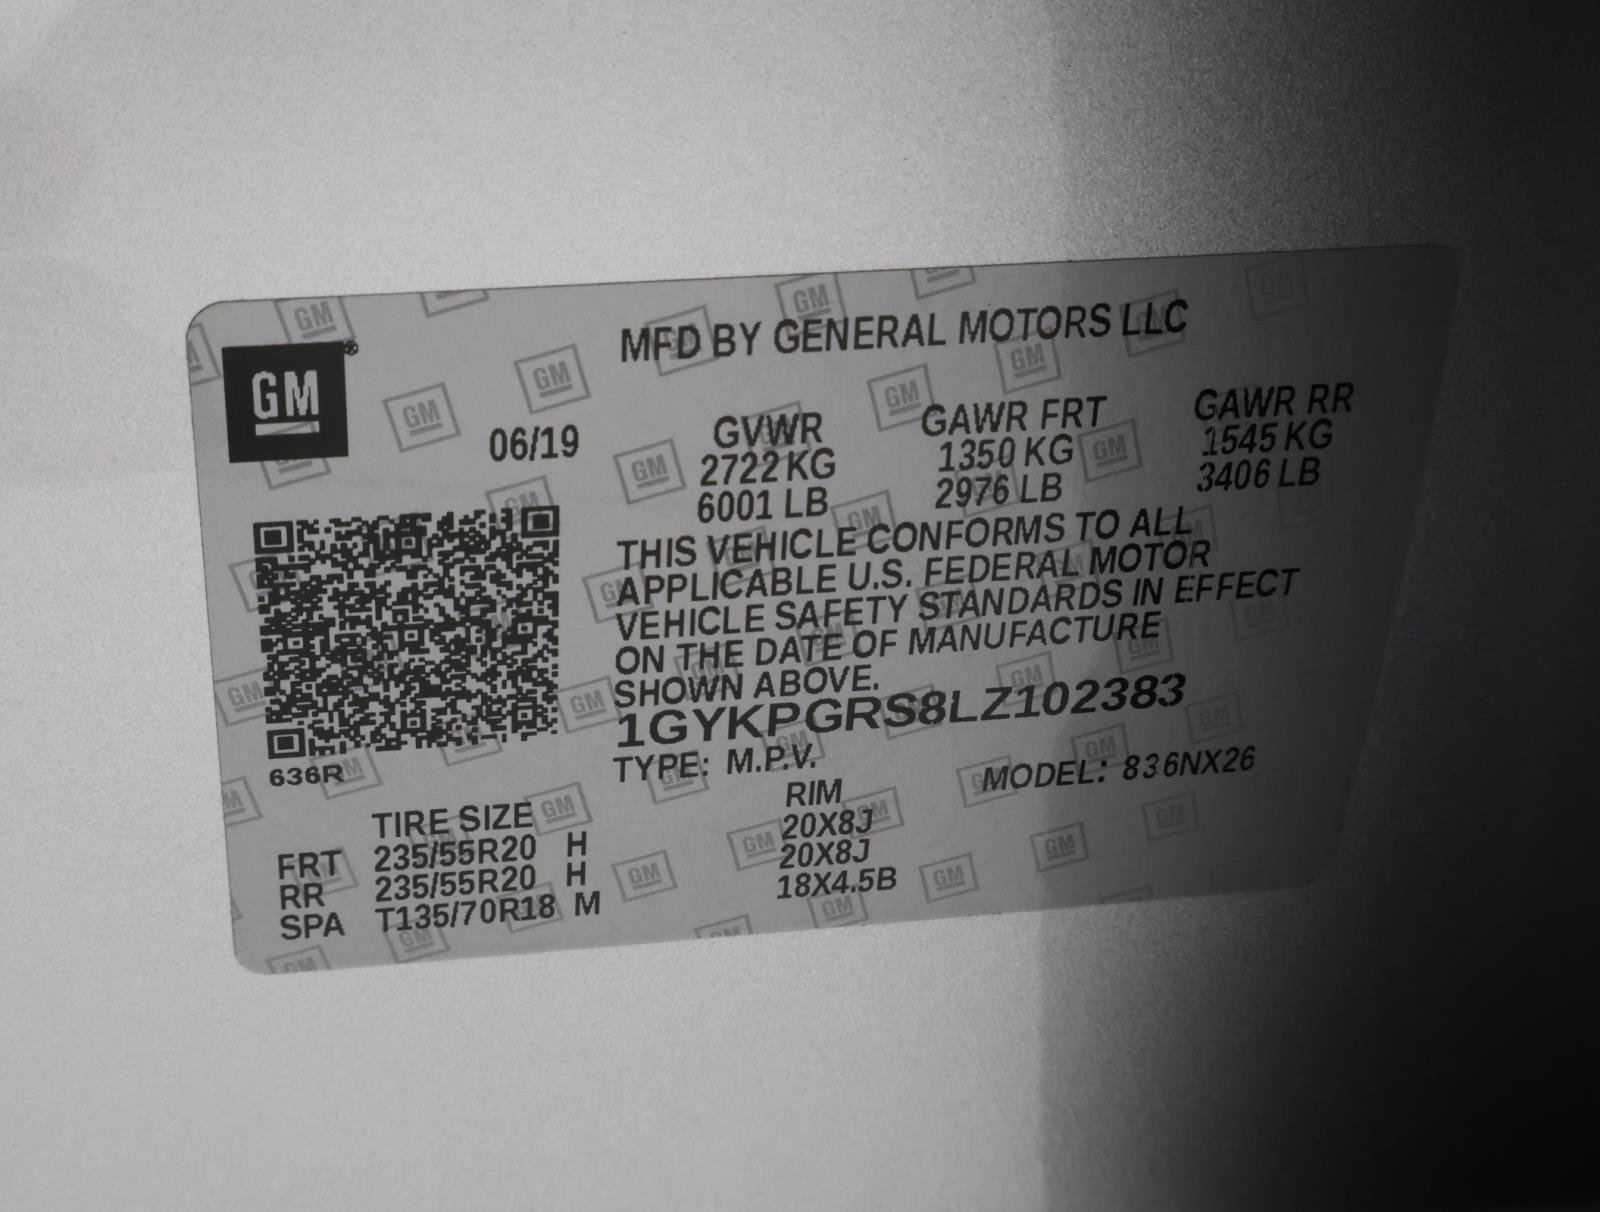 GM®
MFD BY GENERAL MOTORS LLC
06/19
GVWR
2722 KG
6001 LB
GAWR FRT
1350 KG
2976 LB
GAWR RR
1545 KG
3406 LB
THIS VEHICLE CONFORMS TO ALL
APPLICABLE U.S. FEDERAL MOTOR
VEHICLE SAFETY STANDARDS IN EFFECT
ON THE DATE OF MANUFACTURE
SHOWN ABOVE.
1GYKPGRS8LZ102383
TYPE: M.P.V.
MODEL: 836NX26
636R
TIRE SIZE
RIM
FRT 235/55R20 H 20X8J
RR 235/55R20 H 20X8J
SPA T135/70R18 M 18X4.5B